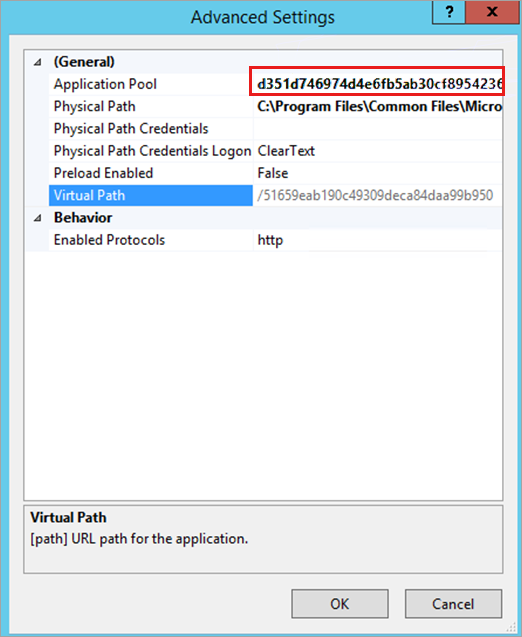 Advanced Settings
?
x
(General)
Application Pool d351d746974d4e6fb5ab30cf8954236
Physical Path C:\Program Files\Common Files\Micro
Physical Path Credentials
Physical Path Credentials Logon ClearText
Preload Enabled False
Virtual Path /51659eab190c49309deca84daa99b950
Behavior
Enabled Protocols http
Virtual Path
[path] URL path for the application.
OK Cancel